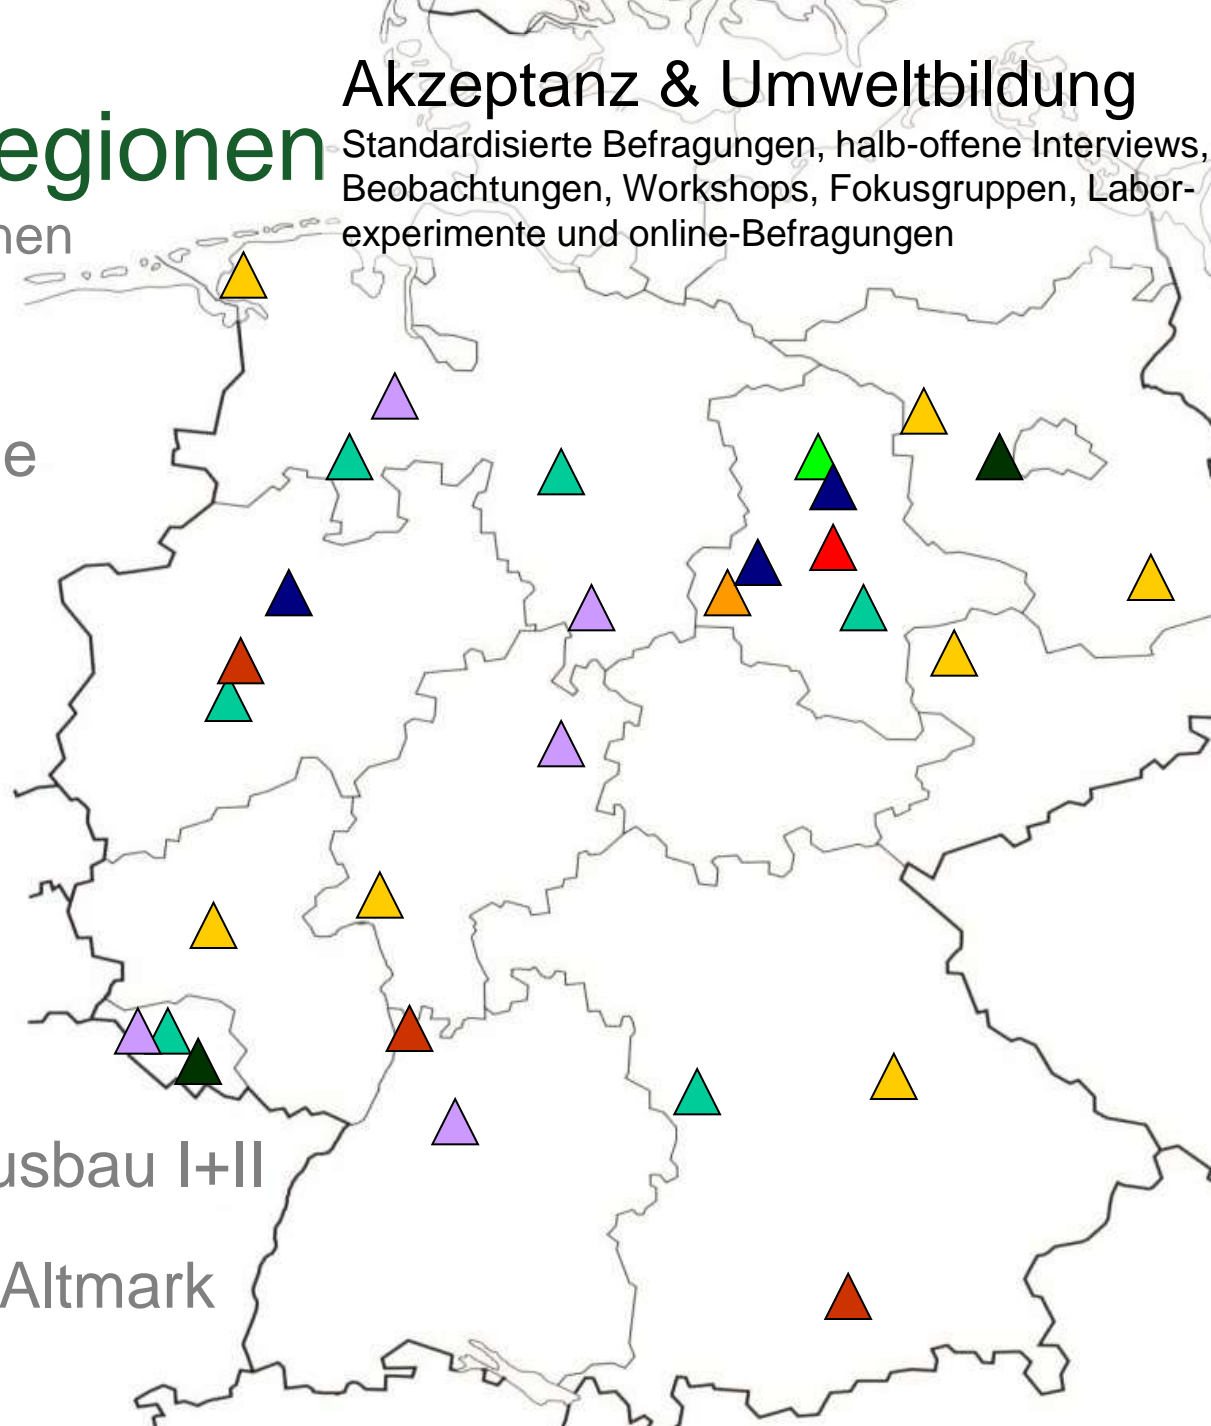 Akzeptanz & Umweltbildung
egionen
Standardisierte Befragungen, halb-offene Interviews,
Beobachtungen, Workshops, Fokusgruppen, Labor-
experimente und online-Befragungen
nen
e
usbau I+II
Altmark